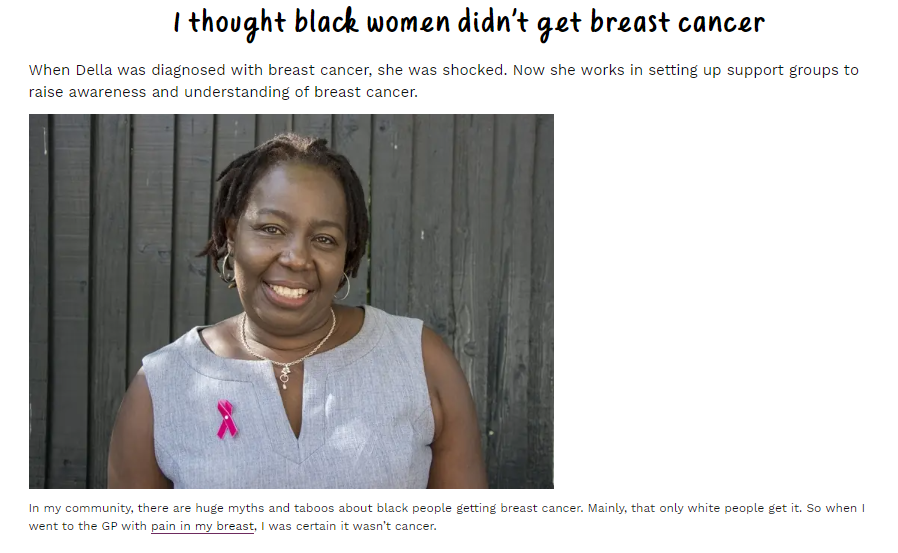 I thought black women didn't get breast cancer
When Della was diagnosed with breast cancer, she was shocked. Now she works in setting up support groups to
raise awareness and understanding of breast cancer.
In my community, there are huge myths and taboos about black people getting breast cancer. Mainly, that only white people get it. So when I
went to the GP with pain in my breast, I was certain it wasn't cancer.